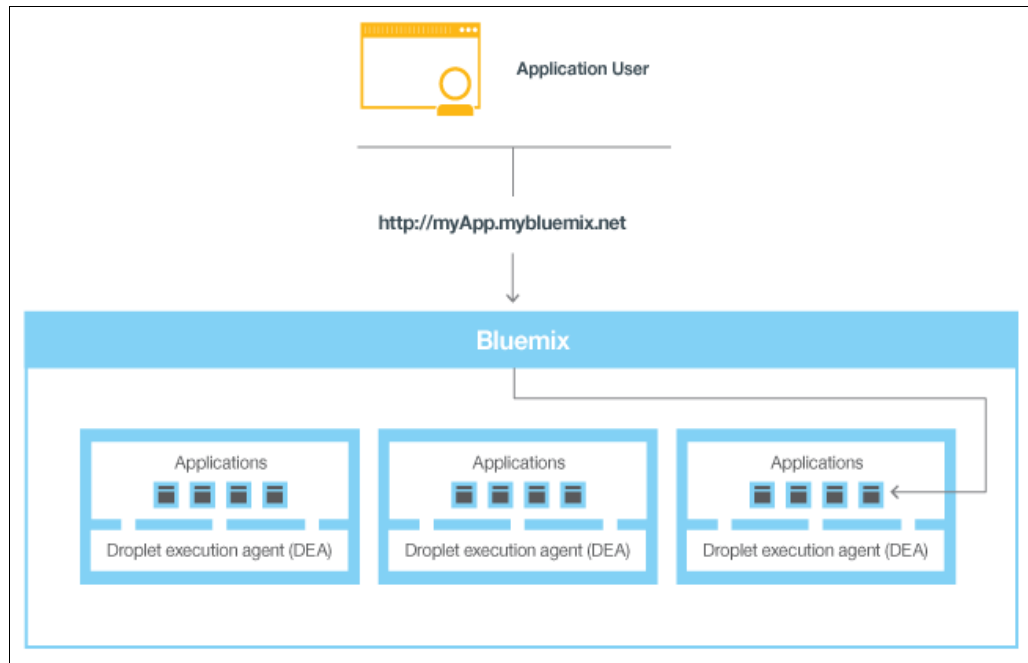 Application User
http://myApp.mybluemix.net
Bluemix
Applications
Applications
Applications
Droplet execution agent (DEA)
Droplet execution agent (DEA)
Droplet execution agent (DEA)